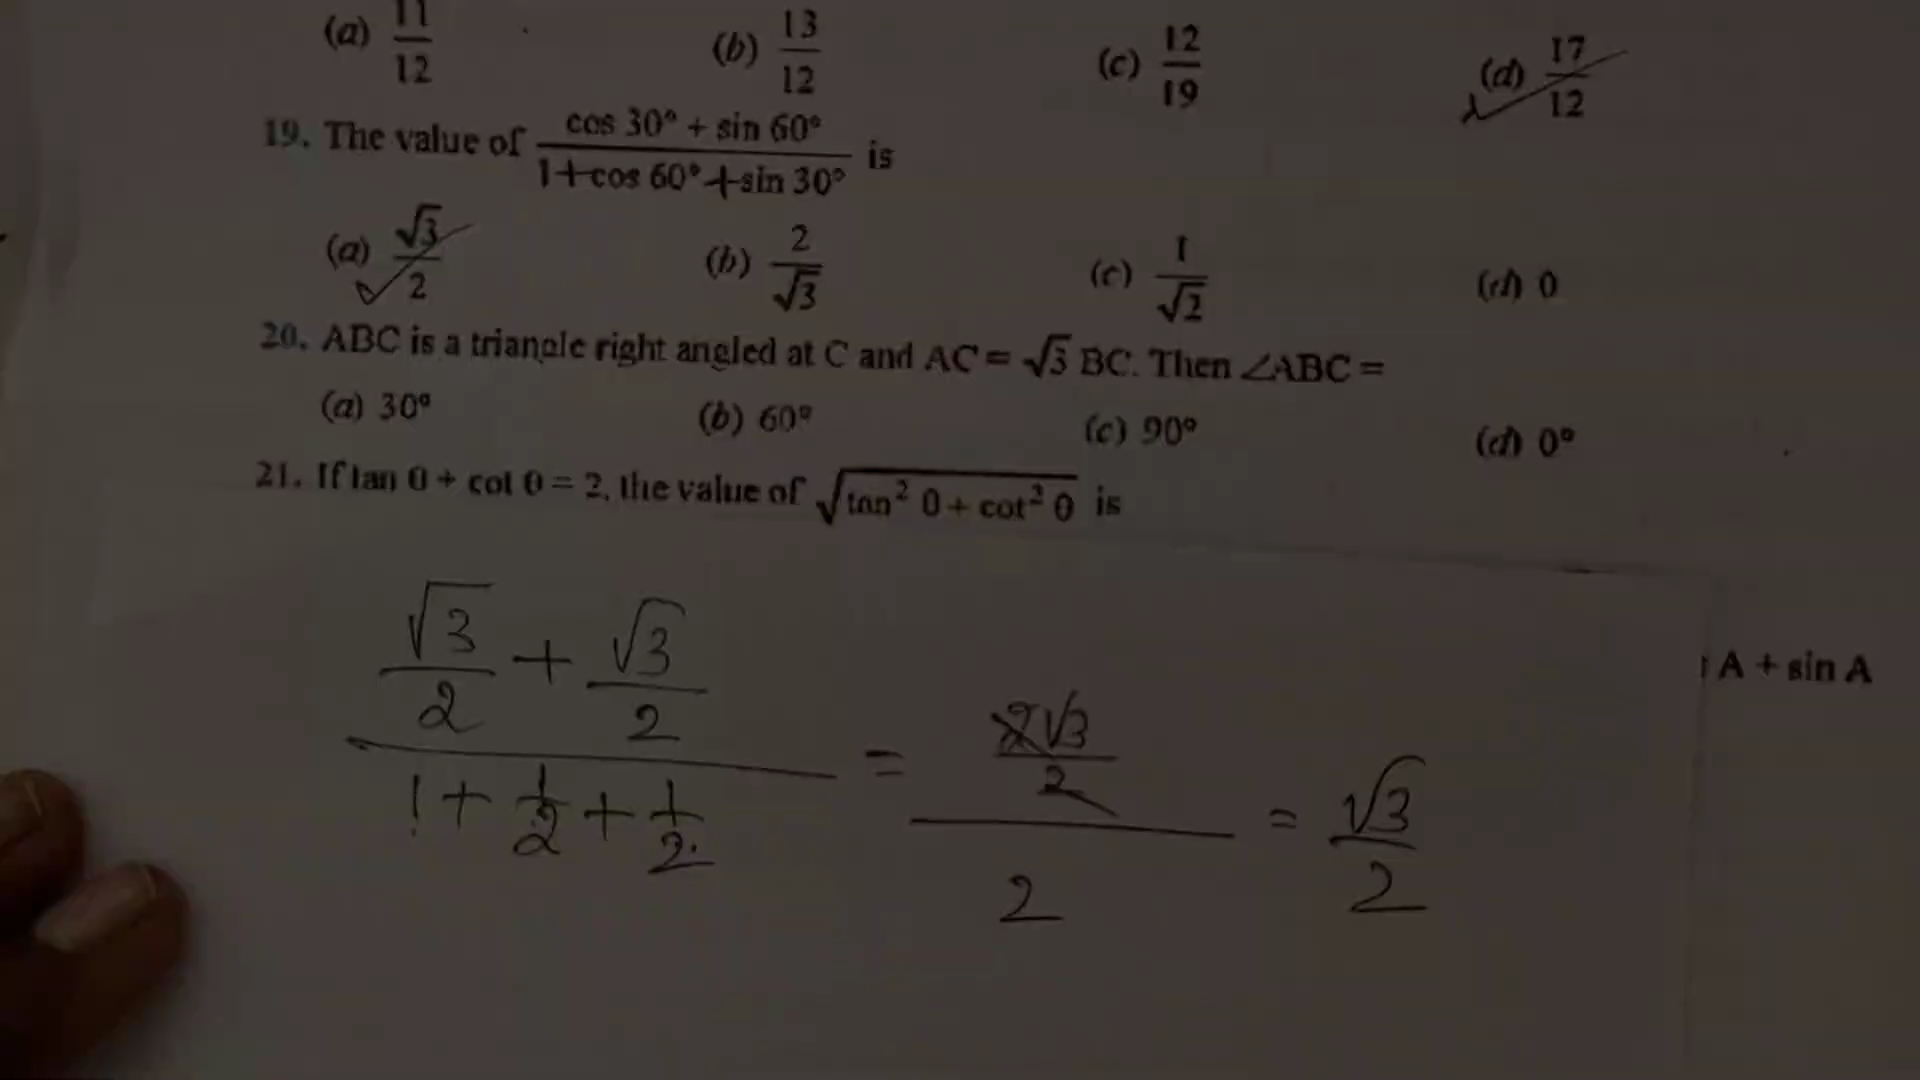 (a) 11/12 (b) 13/12 (c) 12/19 (d) 17/12
19. The value of (cos 30° + sin 60°)/(1+cos 60°+sin 30°) is
(a) √3/2 (b) 2/√3 (c) 1/√2 (d) 0
20. ABC is a triangle right angled at C and AC = √3 BC. Then ∠ABC =
(a) 30° (b) 60° (c) 90° (d) 0°
21. If tan θ + cot θ = 2, the value of √(tan² θ + cot² θ) is
A + sin A
(√3/2 + √3/2)/(1 + 1/2 + 1/2) = (2√3/2)/2 = √3/2